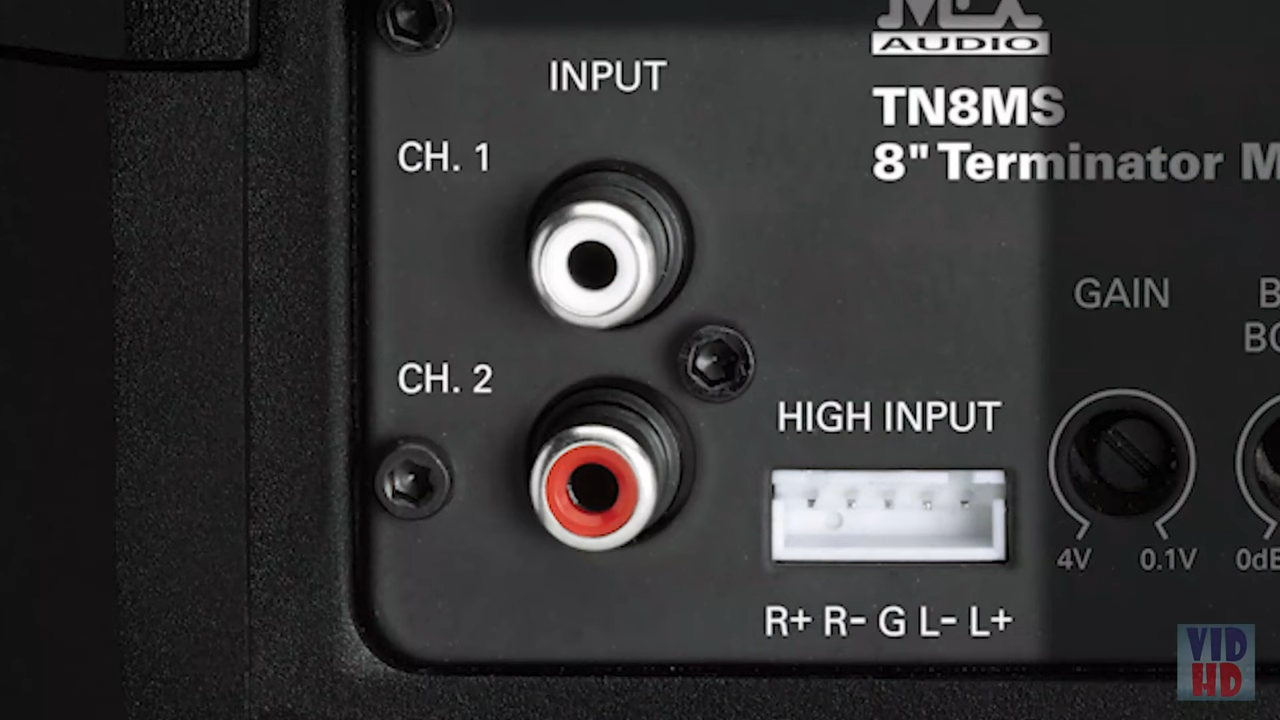 AUDIO
INPUT
TN8MS
8" Terminator
CH. 1
CH. 2
GAIN
HIGH INPUT
4V 0.1V
R+ R- G L- L+
VID
HD